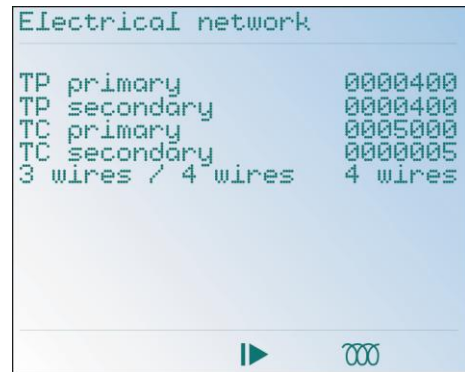 Electrical network
TP primary 0000400
TP secondary 0000400
TC primary 0005000
TC secondary 0000005
3 wires / 4 wires 4 wires